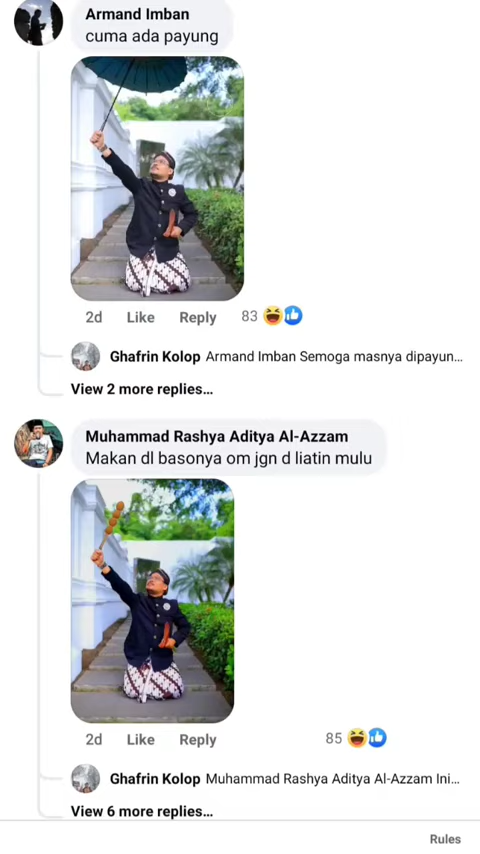 Armand Imban
cuma ada payung
2d Like Reply 83
Ghafrin Kolop Armand Imban Semoga masnya dipayun...
View 2 more replies...
Muhammad Rashya Aditya Al-Azzam
Makan dl basonya om jgn d liatin mulu
2d Like Reply 85
Ghafrin Kolop Muhammad Rashya Aditya Al-Azzam Ini...
View 6 more replies...
Rules